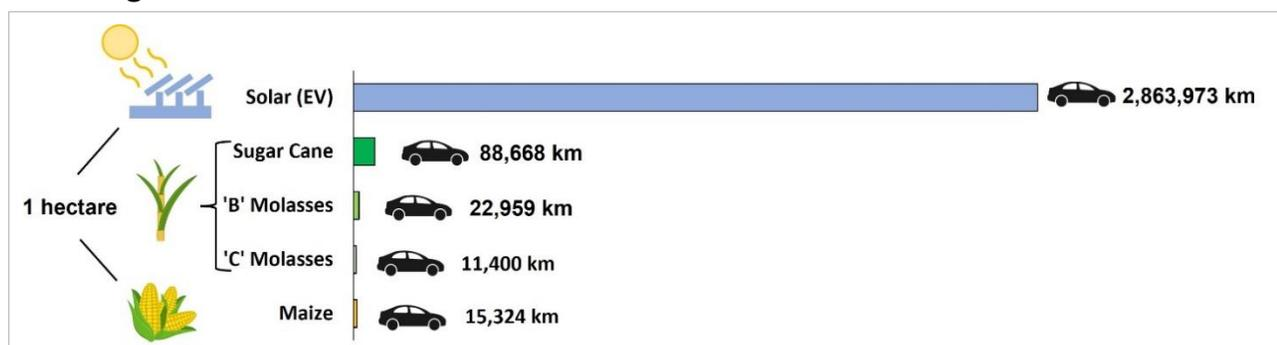 Solar (EV) 2,863,973 km
Sugar Cane 88,668 km
1 hectare
'B' Molasses 22,959 km
'C' Molasses 11,400 km
Maize 15,324 km